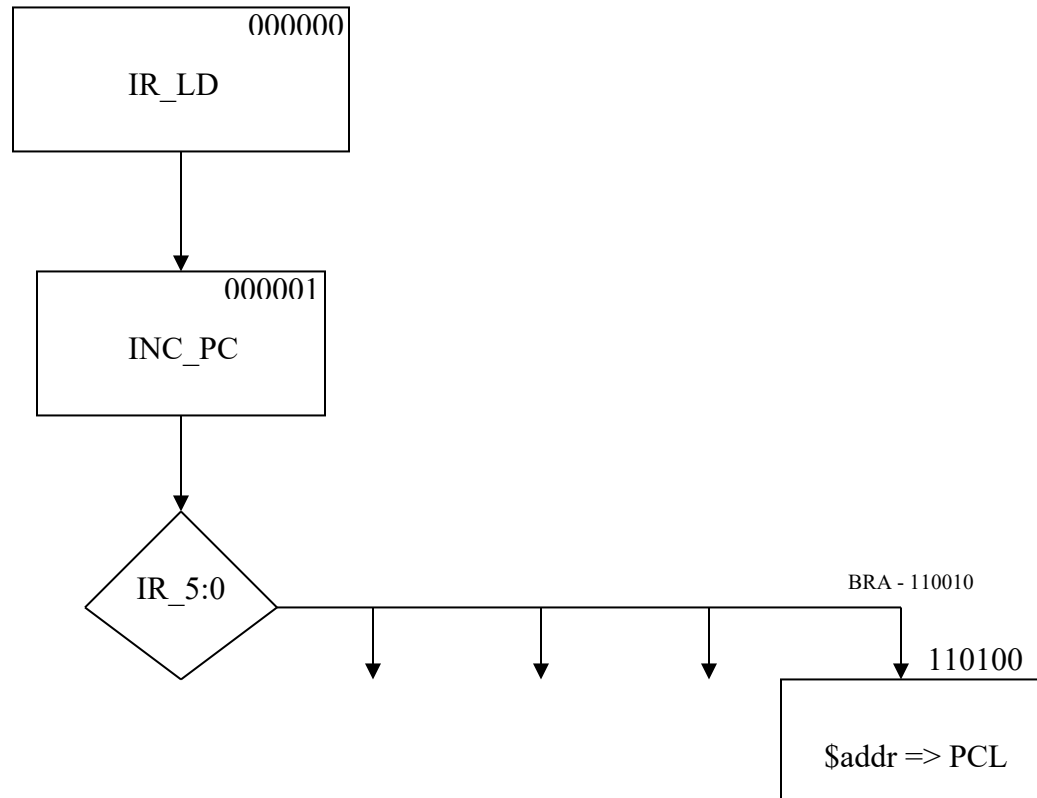 000000
IR_LD
000001
INC_PC
IR_5:0
BRA - 110010
110100
$addr => PCL